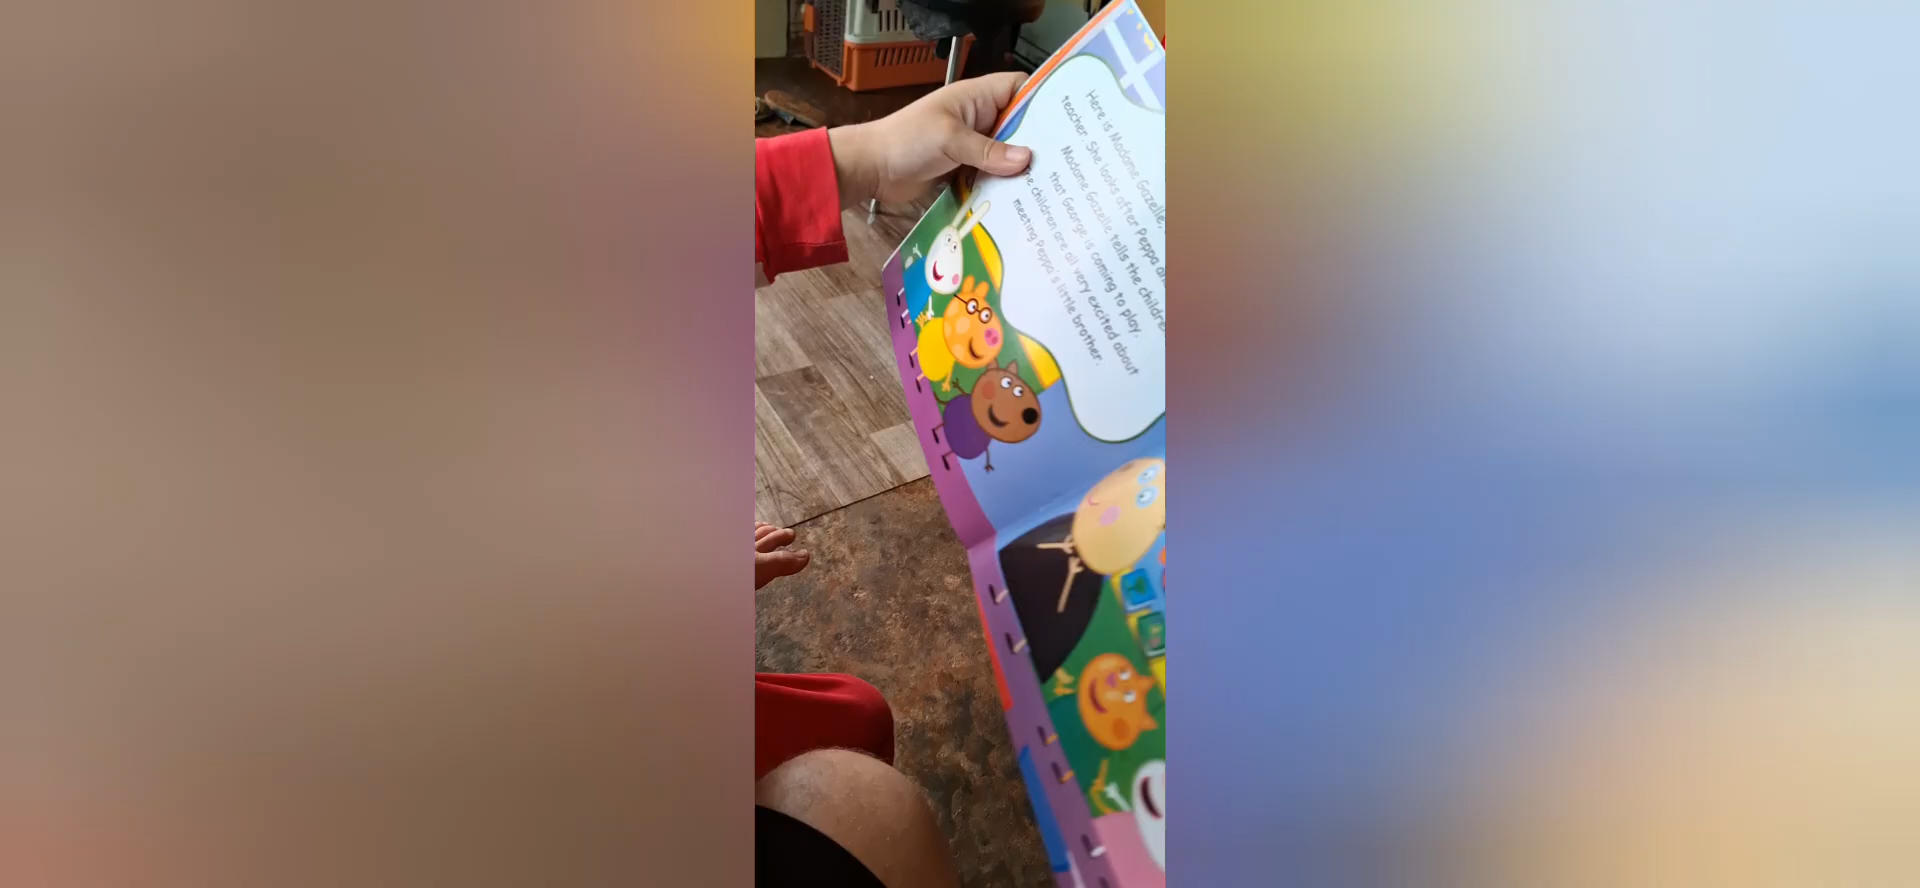 Here is Madame Gazelle,
teacher. She looks after Peppa
Madame Gazelle tells the children
that George is coming to play.
The children are all very excited about
meeting Peppa's little brother.